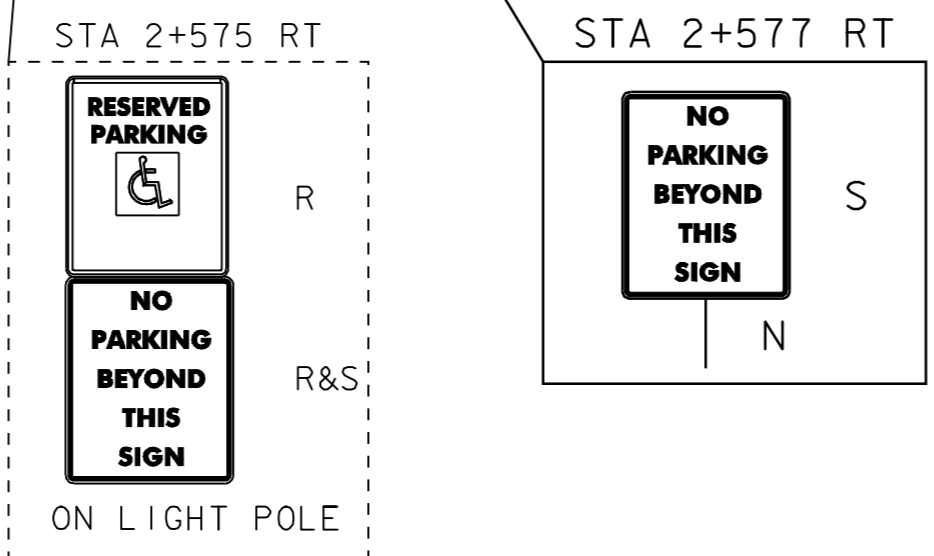 STA 2+575 RT
RESERVED
PARKING
R
NO
PARKING
BEYOND
THIS
SIGN
R&S
ON LIGHT POLE
STA 2+577 RT
NO
PARKING
BEYOND
THIS
SIGN
S
N